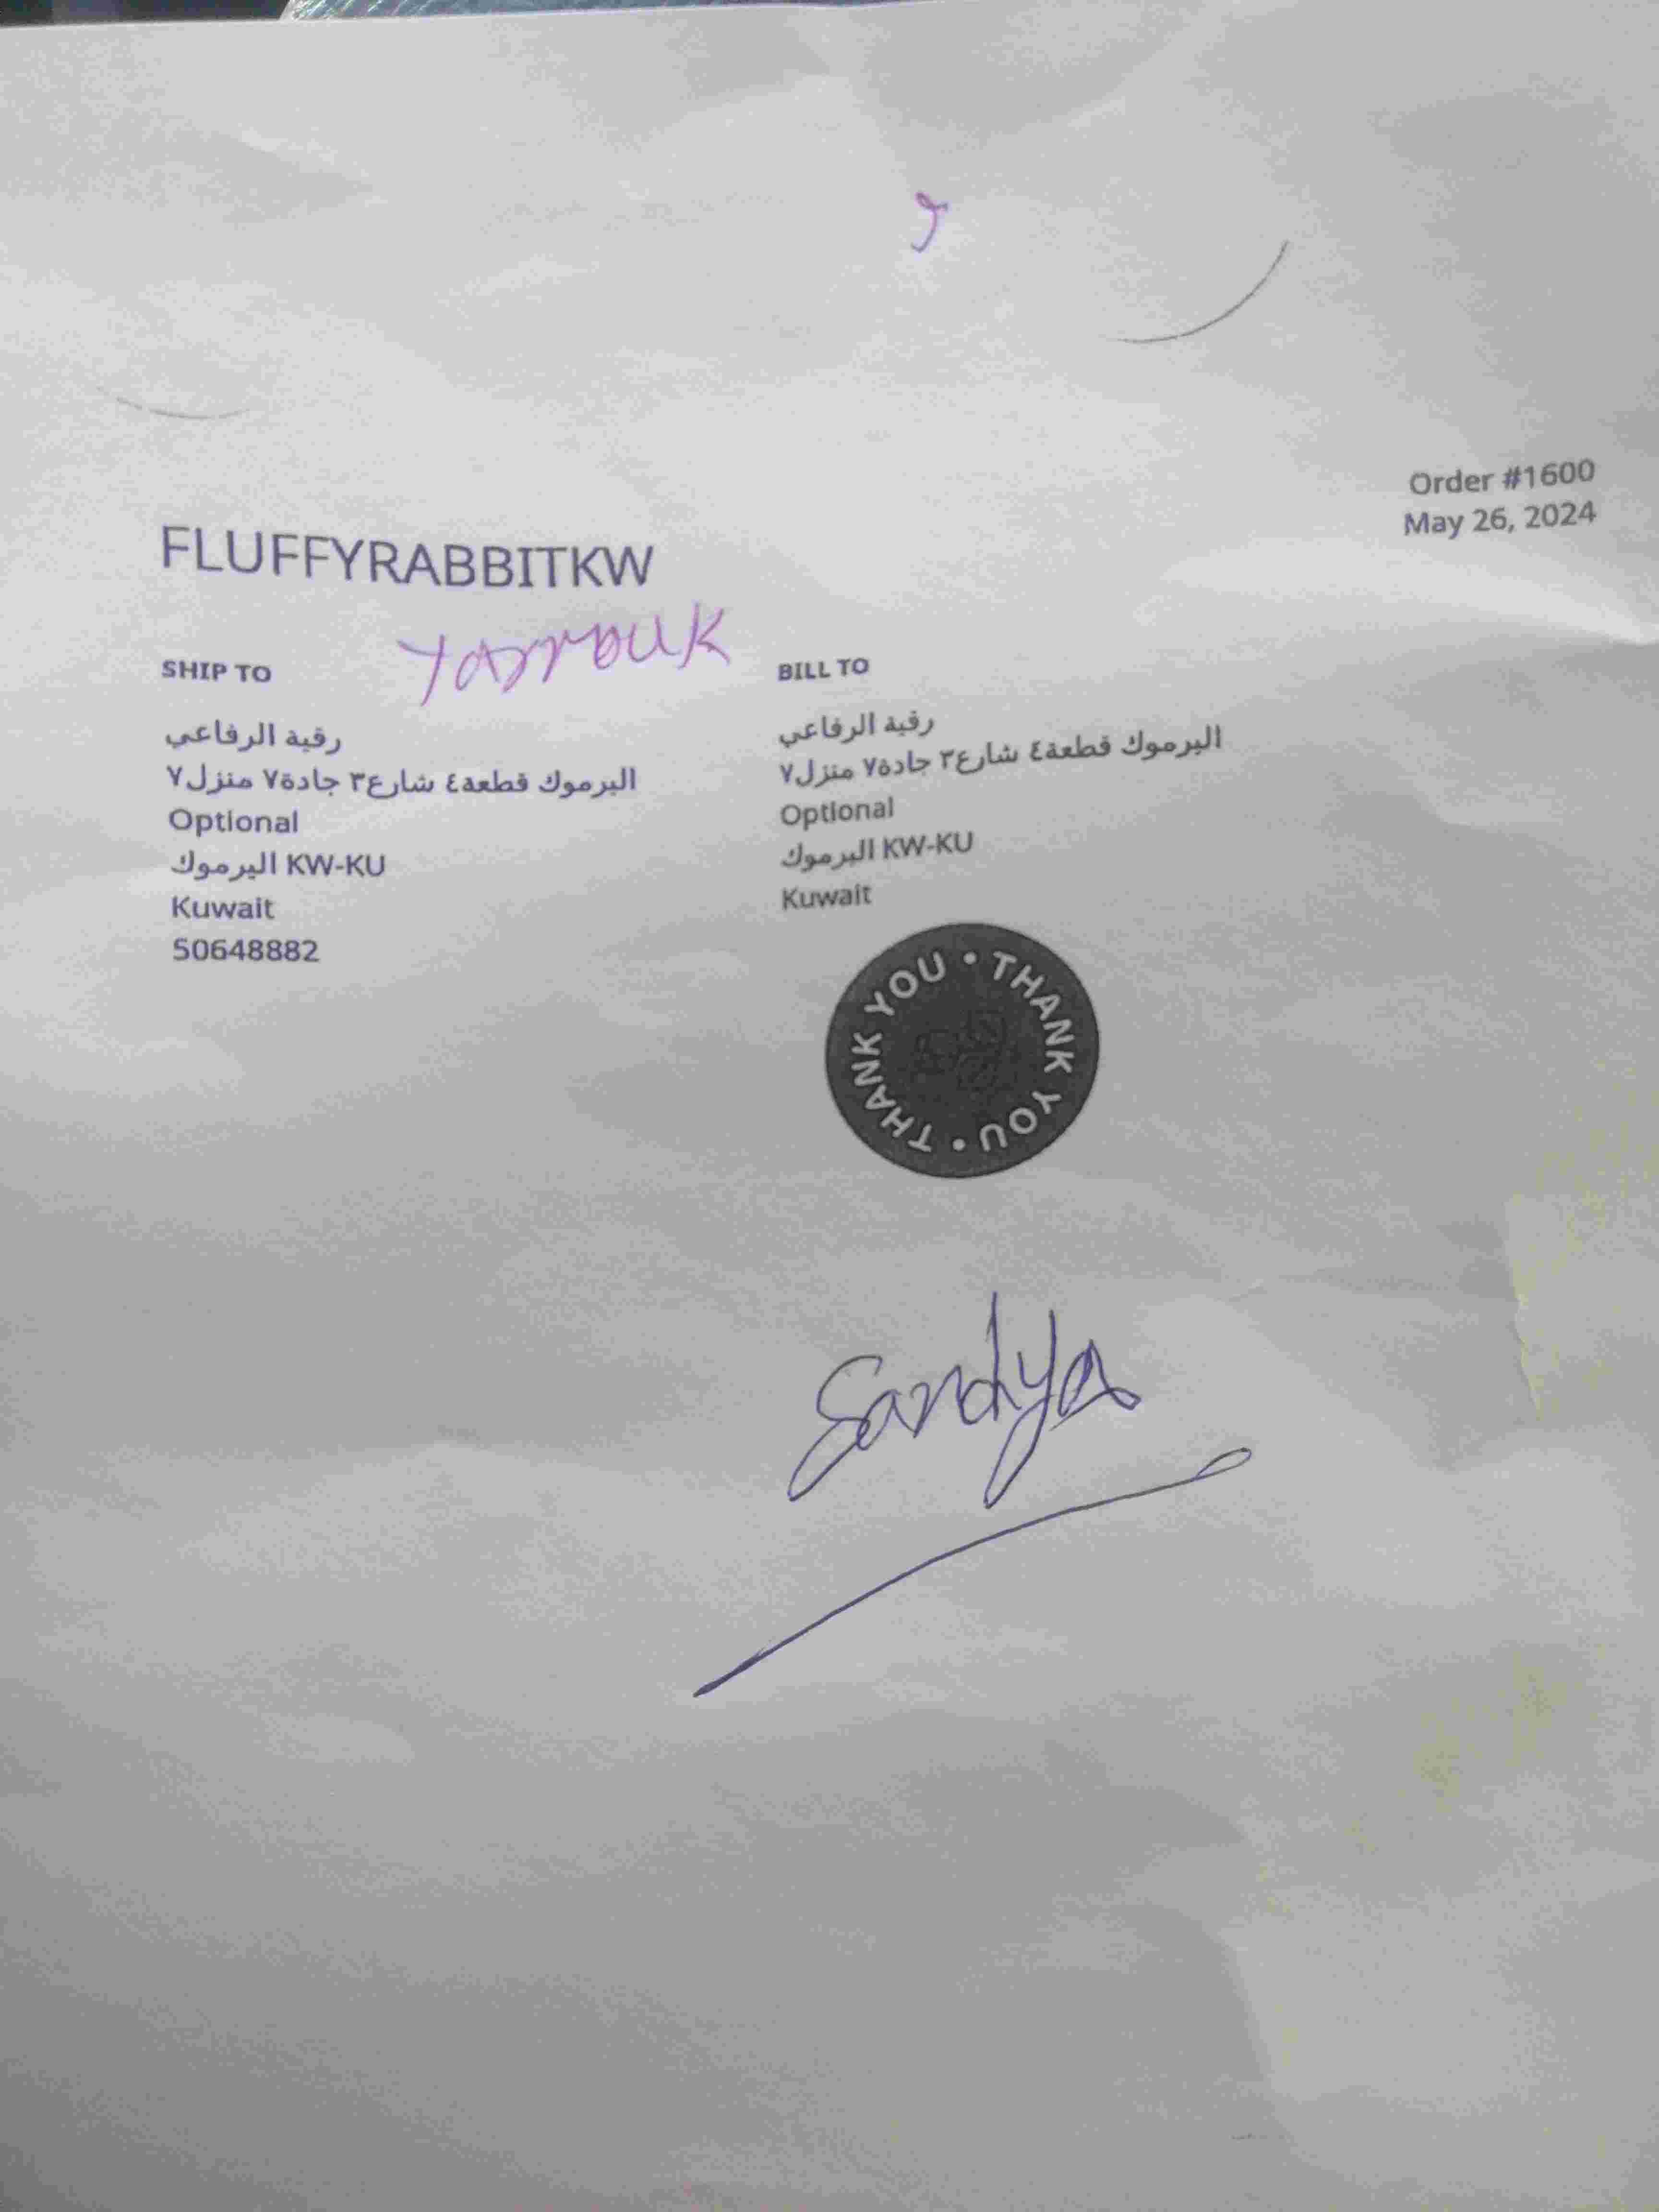 Order #1600
May 26, 2024
FLUFFYRABBITKW
Yarmouk
SHIP TO
رقية الرفاعي
اليرموك قطعة٤ شارع٣ جادة٧ منزل٧
Optional
اليرموك KW-KU
Kuwait
50648882
BILL TO
رقية الرفاعي
اليرموك قطعة٤ شارع٣ جادة٧ منزل٧
Optional
اليرموك KW-KU
Kuwait
THANK YOU • THANK YOU •
Sandya